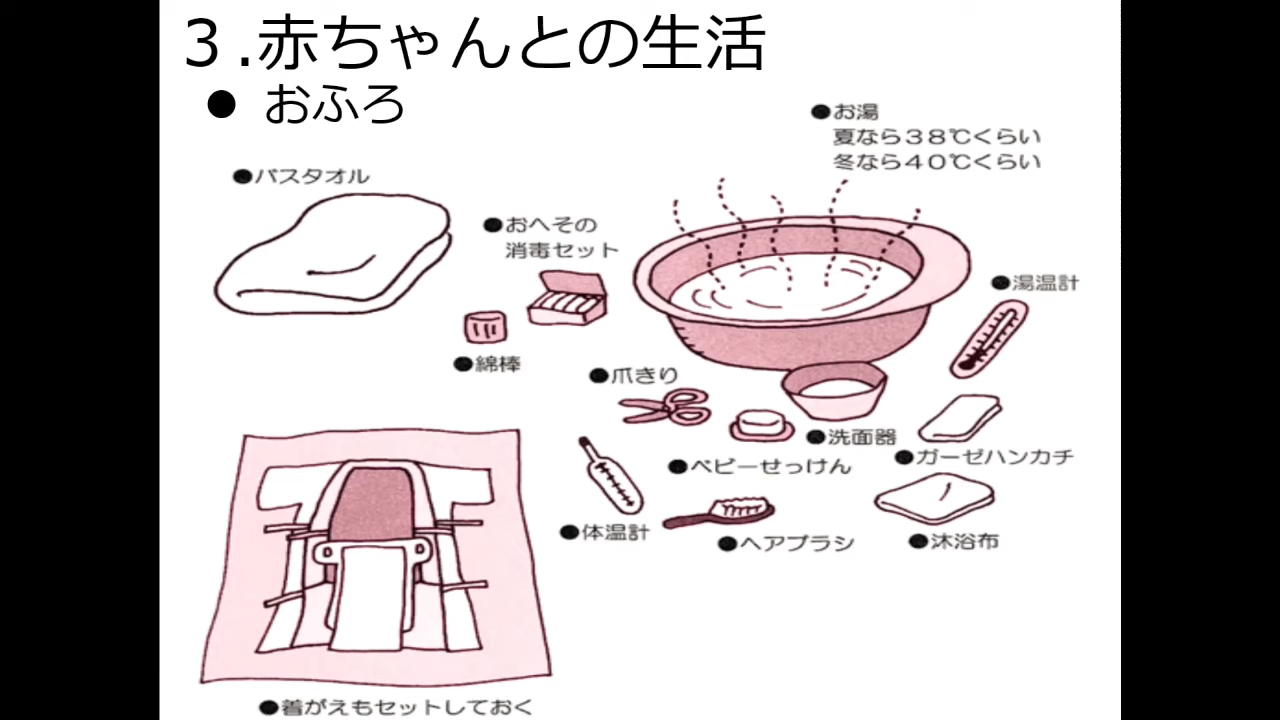 ３.赤ちゃんとの生活
● おふろ
●お湯
夏なら３８℃くらい
冬なら４０℃くらい
●バスタオル
●おへその
消毒セット
●湯温計
●綿棒
●爪きり
●洗面器
●ガーゼハンカチ
●ベビーせっけん
●体温計
●ヘアブラシ
●沐浴布
●着がえもセットしておく